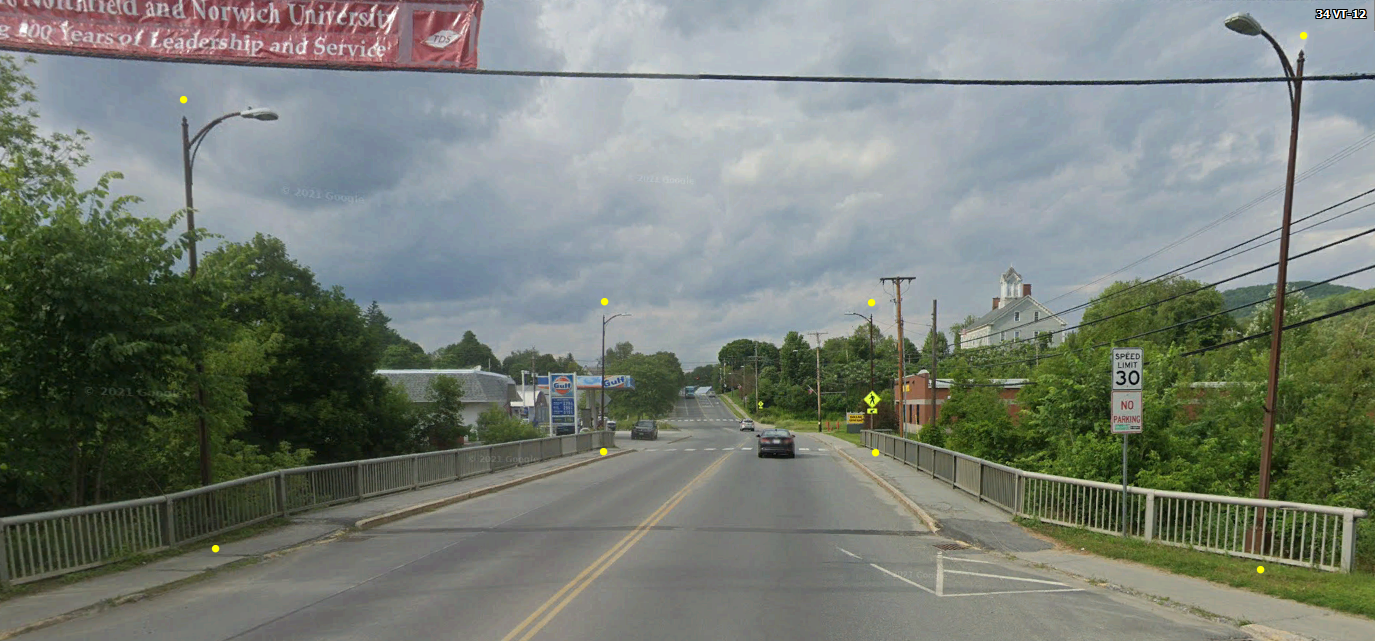 34 VT-12
Northfield and Norwich University
200 Years of Leadership and Service
TDS
© 2021 Google
© 2021 Google
2021 Google
© 2021 Google
Gulf
Gulf
SPEED
LIMIT
30
NO
PARKING